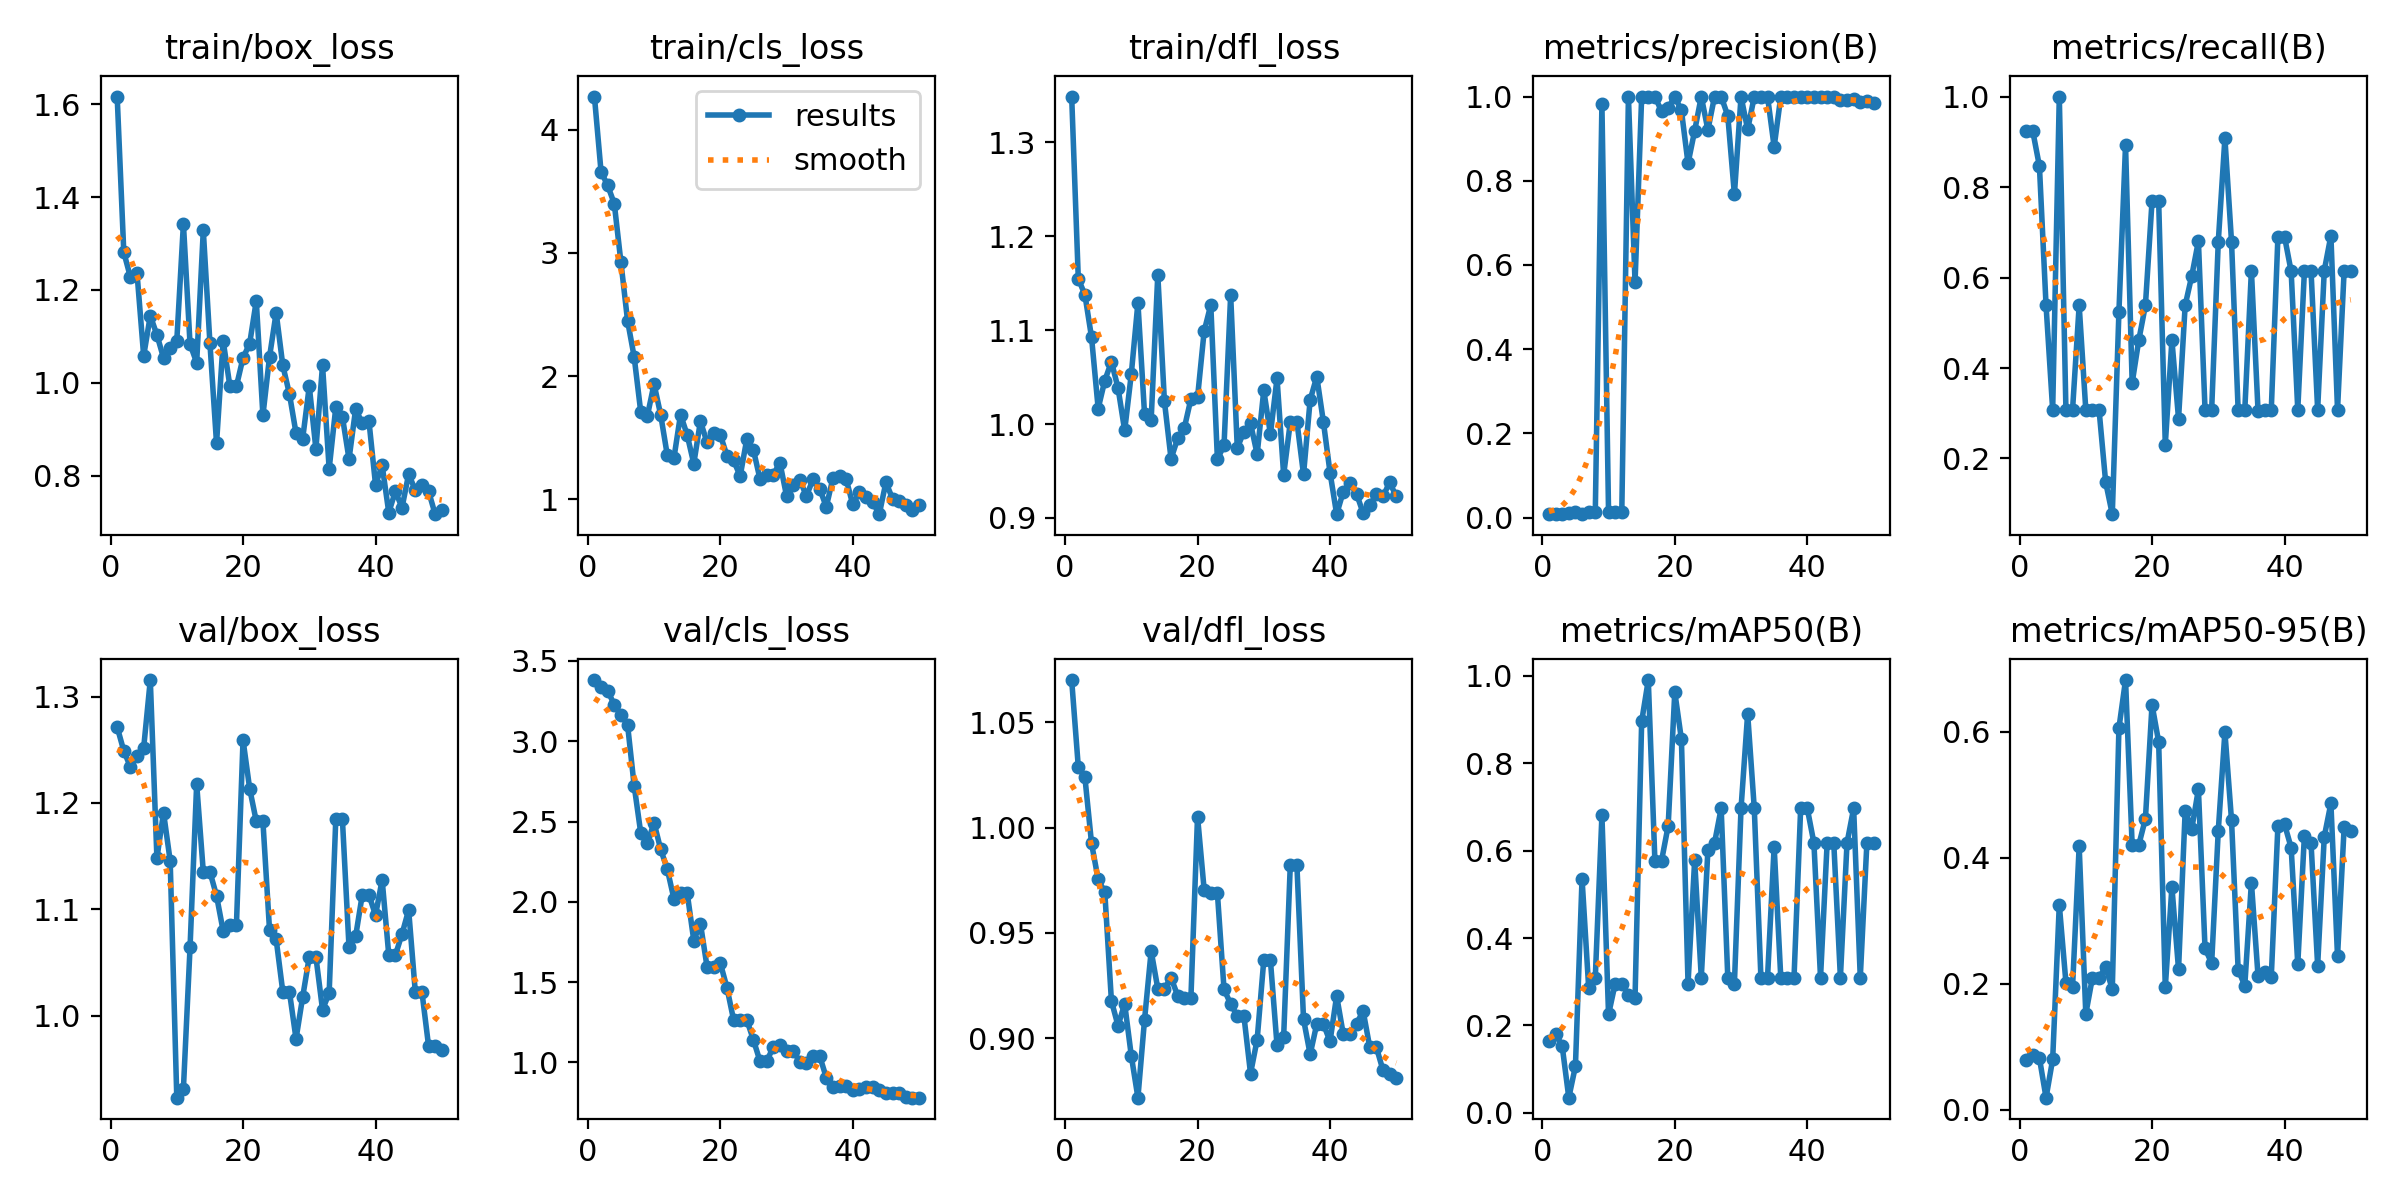 train/box_loss
1.6
1.4
1.2
1.0
0.8
0 20 40
train/cls_loss
results
smooth
4
3
2
1
0 20 40
train/dfl_loss
1.3
1.2
1.1
1.0
0.9
0 20 40
metrics/precision(B)
1.0
0.8
0.6
0.4
0.2
0.0
0 20 40
metrics/recall(B)
1.0
0.8
0.6
0.4
0.2
0 20 40
val/box_loss
1.3
1.2
1.1
1.0
0 20 40
val/cls_loss
3.5
3.0
2.5
2.0
1.5
1.0
0 20 40
val/dfl_loss
1.05
1.00
0.95
0.90
0 20 40
metrics/mAP50(B)
1.0
0.8
0.6
0.4
0.2
0.0
0 20 40
metrics/mAP50-95(B)
0.6
0.4
0.2
0.0
0 20 40